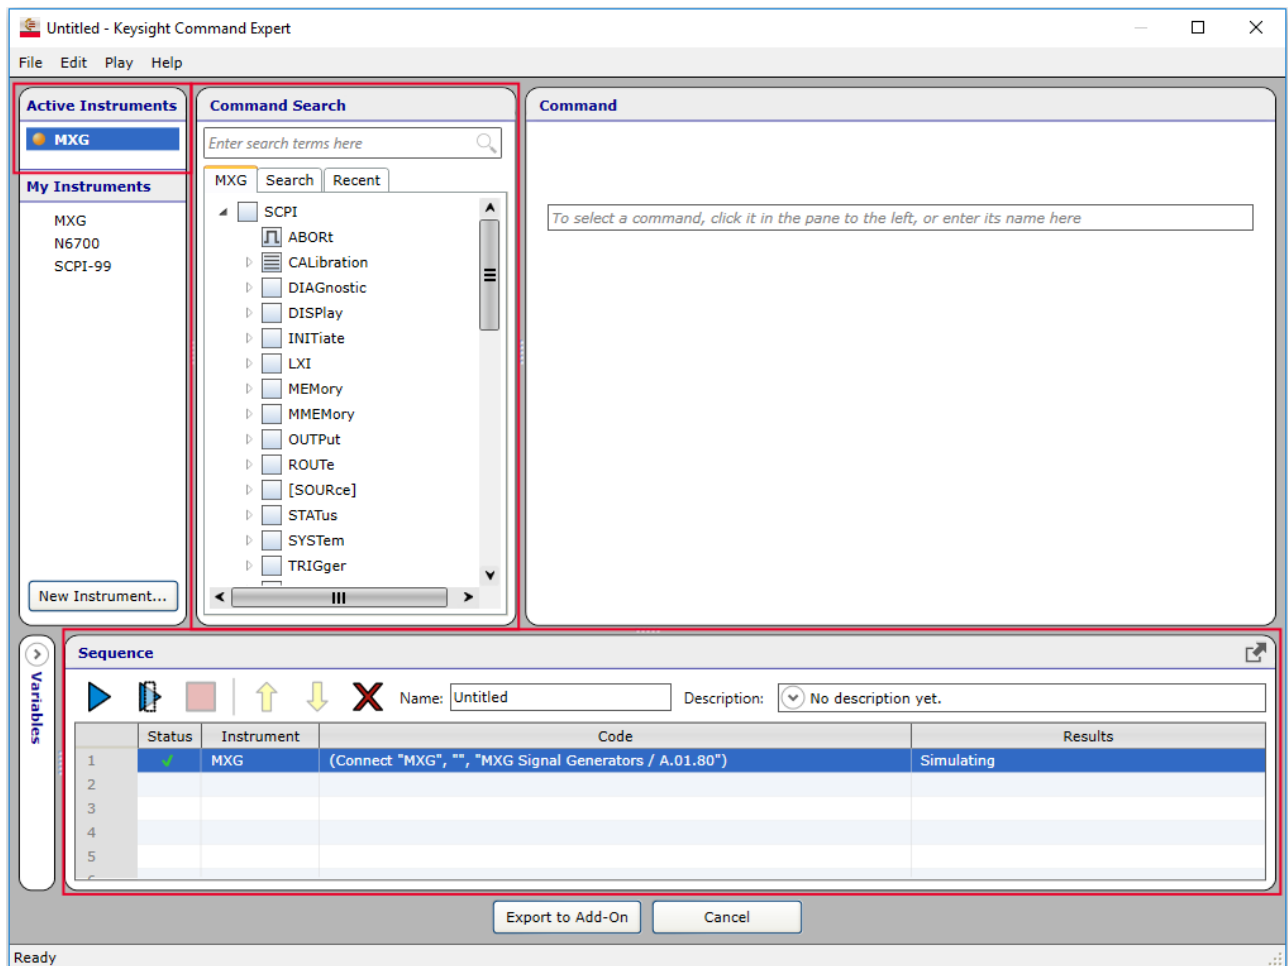 Untitled - Keysight Command Expert
File Edit Play Help
Active Instruments
MXG
My Instruments
MXG
N6700
SCPI-99
New Instrument...
Command Search
Enter search terms here
MXG Search Recent
SCPI
ABORt
CALibration
DIAGnostic
DISPlay
INITiate
LXI
MEMory
MMEMory
OUTPut
ROUTe
[SOURce]
STATus
SYSTem
TRIGger
Command
To select a command, click it in the pane to the left, or enter its name here
Variables
Sequence
Name: Untitled Description: No description yet.
Status Instrument Code Results
1 MXG (Connect "MXG", "", "MXG Signal Generators / A.01.80") Simulating
2
3
4
5
Export to Add-On Cancel
Ready